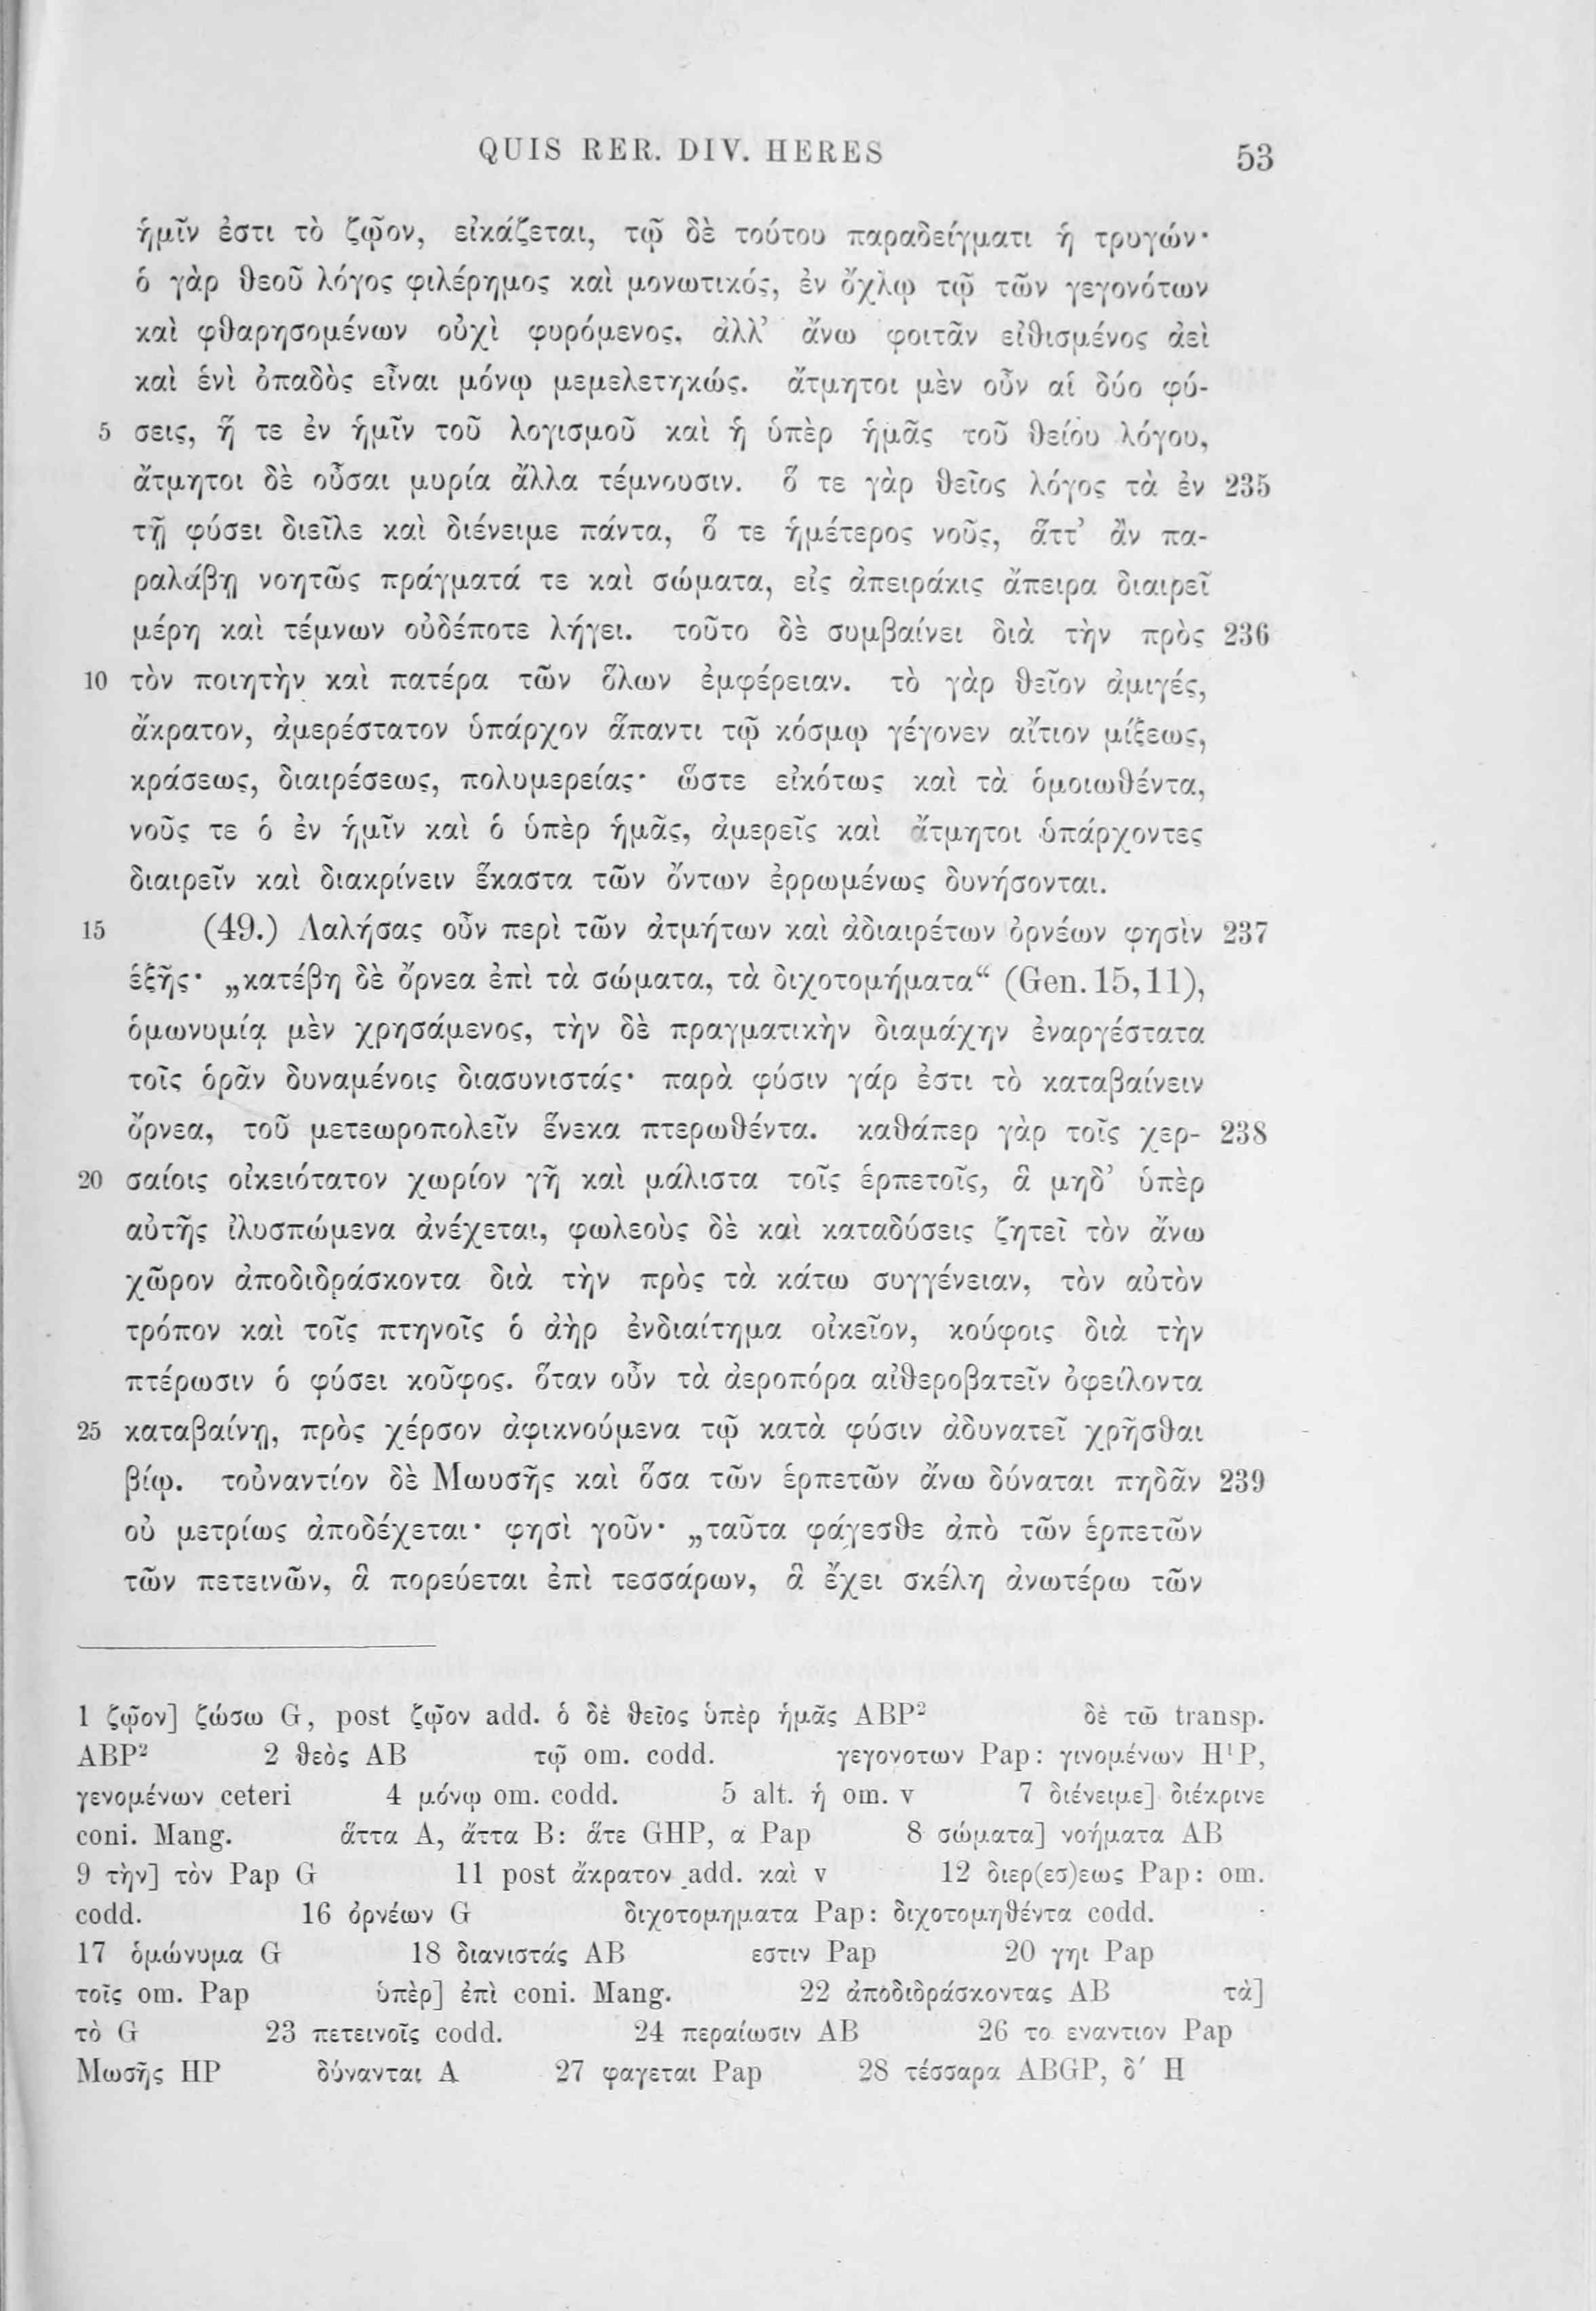 QUIS RER. DIV. HERES 53
ἡμῖν ἐστι τὸ ζῷον, εἰκάζεται, τῷ δὲ τούτου παραδείγματι ἡ τρυγών·
ὁ γὰρ θεοῦ λόγος φιλέρημος καὶ μονωτικός, ἐν ὄχλῳ τῷ τῶν γεγονότων
καὶ φθαρησομένων οὐχὶ φυρόμενος, ἀλλ’ ἄνω φοιτᾶν εἰθισμένος ἀεὶ
καὶ ἑνὶ ὀπαδὸς εἶναι μόνῳ μεμελετηκώς. ἄτμητοι μὲν οὖν αἱ δύο φύ-
5 σεις, ἥ τε ἐν ἡμῖν τοῦ λογισμοῦ καὶ ἡ ὑπὲρ ἡμᾶς τοῦ θείου λόγου,
ἄτμητοι δὲ οὖσαι μυρία ἄλλα τέμνουσιν. ὅ τε γὰρ θεῖος λόγος τὰ ἐν 235
τῇ φύσει διεῖλε καὶ διένειμε πάντα, ὅ τε ἡμέτερος νοῦς, ἅττ’ ἂν πα-
ραλάβῃ νοητῶς πράγματά τε καὶ σώματα, εἰς ἀπειράκις ἄπειρα διαιρεῖ
μέρη καὶ τέμνων οὐδέποτε λήγει. τοῦτο δὲ συμβαίνει διὰ τὴν πρὸς 236
10 τὸν ποιητὴν καὶ πατέρα τῶν ὅλων ἐμφέρειαν. τὸ γὰρ θεῖον ἀμιγές,
ἄκρατον, ἀμερέστατον ὑπάρχον ἅπαντι τῷ κόσμῳ γέγονεν αἴτιον μίξεως,
κράσεως, διαιρέσεως, πολυμερείας· ὥστε εἰκότως καὶ τὰ ὁμοιωθέντα,
νοῦς τε ὁ ἐν ἡμῖν καὶ ὁ ὑπὲρ ἡμᾶς, ἀμερεῖς καὶ ἄτμητοι ὑπάρχοντες
διαιρεῖν καὶ διακρίνειν ἕκαστα τῶν ὄντων ἐρρωμένως δυνήσονται.
15 (49.) Λαλήσας οὖν περὶ τῶν ἀτμήτων καὶ ἀδιαιρέτων ὀρνέων φησὶν 237
ἑξῆς· „κατέβη δὲ ὄρνεα ἐπὶ τὰ σώματα, τὰ διχοτομήματα“ (Gen. 15,11),
ὁμωνυμίᾳ μὲν χρησάμενος, τὴν δὲ πραγματικὴν διαμάχην ἐναργέστατα
τοῖς ὁρᾶν δυναμένοις διασυνιστάς· παρὰ φύσιν γάρ ἐστι τὸ καταβαίνειν
ὄρνεα, τοῦ μετεωροπολεῖν ἕνεκα πτερωθέντα. καθάπερ γὰρ τοῖς χερ- 238
20 σαίοις οἰκειότατον χωρίον γῆ καὶ μάλιστα τοῖς ἑρπετοῖς, ἃ μηδ’ ὑπὲρ
αὐτῆς ἰλυσπώμενα ἀνέχεται, φωλεοὺς δὲ καὶ καταδύσεις ζητεῖ τὸν ἄνω
χῶρον ἀποδιδράσκοντα διὰ τὴν πρὸς τὰ κάτω συγγένειαν, τὸν αὐτὸν
τρόπον καὶ τοῖς πτηνοῖς ὁ ἀὴρ ἐνδιαίτημα οἰκεῖον, κούφοις διὰ τὴν
πτέρωσιν ὁ φύσει κοῦφος. ὅταν οὖν τὰ ἀεροπόρα αἰθεροβατεῖν ὀφείλοντα
25 καταβαίνῃ, πρὸς χέρσον ἀφικνούμενα τῷ κατὰ φύσιν ἀδυνατεῖ χρῆσθαι
βίῳ. τοὐναντίον δὲ Μωυσῆς καὶ ὅσα τῶν ἑρπετῶν ἄνω δύναται πηδᾶν 239
οὐ μετρίως ἀποδέχεται· φησὶ γοῦν· „ταῦτα φάγεσθε ἀπὸ τῶν ἑρπετῶν
τῶν πετεινῶν, ἃ πορεύεται ἐπὶ τεσσάρων, ἃ ἔχει σκέλη ἀνωτέρω τῶν
1 ζῷον] ζώσω G, post ζῷον add. ὁ δὲ θεῖος ὑπὲρ ἡμᾶς ABP² δὲ τῶ transp.
ABP² 2 θεὸς AB τῷ om. codd. γεγονοτων Pap: γινομένων H¹P,
γενομένων ceteri 4 μόνῳ om. codd. 5 alt. ἡ om. v 7 διένειμε] διέκρινε
coni. Mang. ἅττα A, ἄττα B: ἅτε GHP, α Pap 8 σώματα] νοήματα AB
9 τὴν] τὸν Pap G 11 post ἄκρατον add. καὶ v 12 διερ(εσ)εως Pap: om.
codd. 16 ὀρνέων G διχοτομηματα Pap: διχοτομηθέντα codd.
17 ὁμώνυμα G 18 διανιστάς AB εστιν Pap 20 γηι Pap
τοῖς om. Pap ὑπὲρ] ἐπὶ coni. Mang. 22 ἀποδιδράσκοντας AB τὰ]
τὸ G 23 πετεινοῖς codd. 24 περαίωσιν AB 26 το εναντιον Pap
Μωσῆς HP δύνανται A 27 φαγεται Pap 28 τέσσαρα ABGP, δ′ H